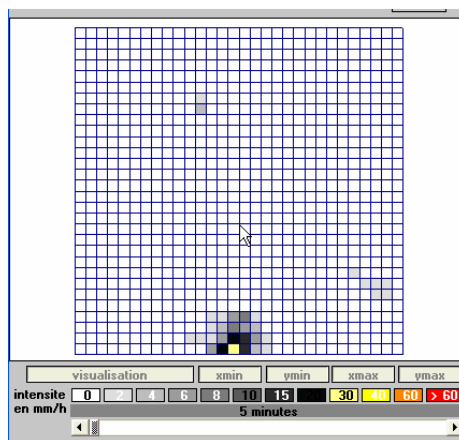 visualisation xmin ymin xmax ymax
intensite 0 2 4 6 8 10 15 30 40 60 > 60
en mm/h 5 minutes